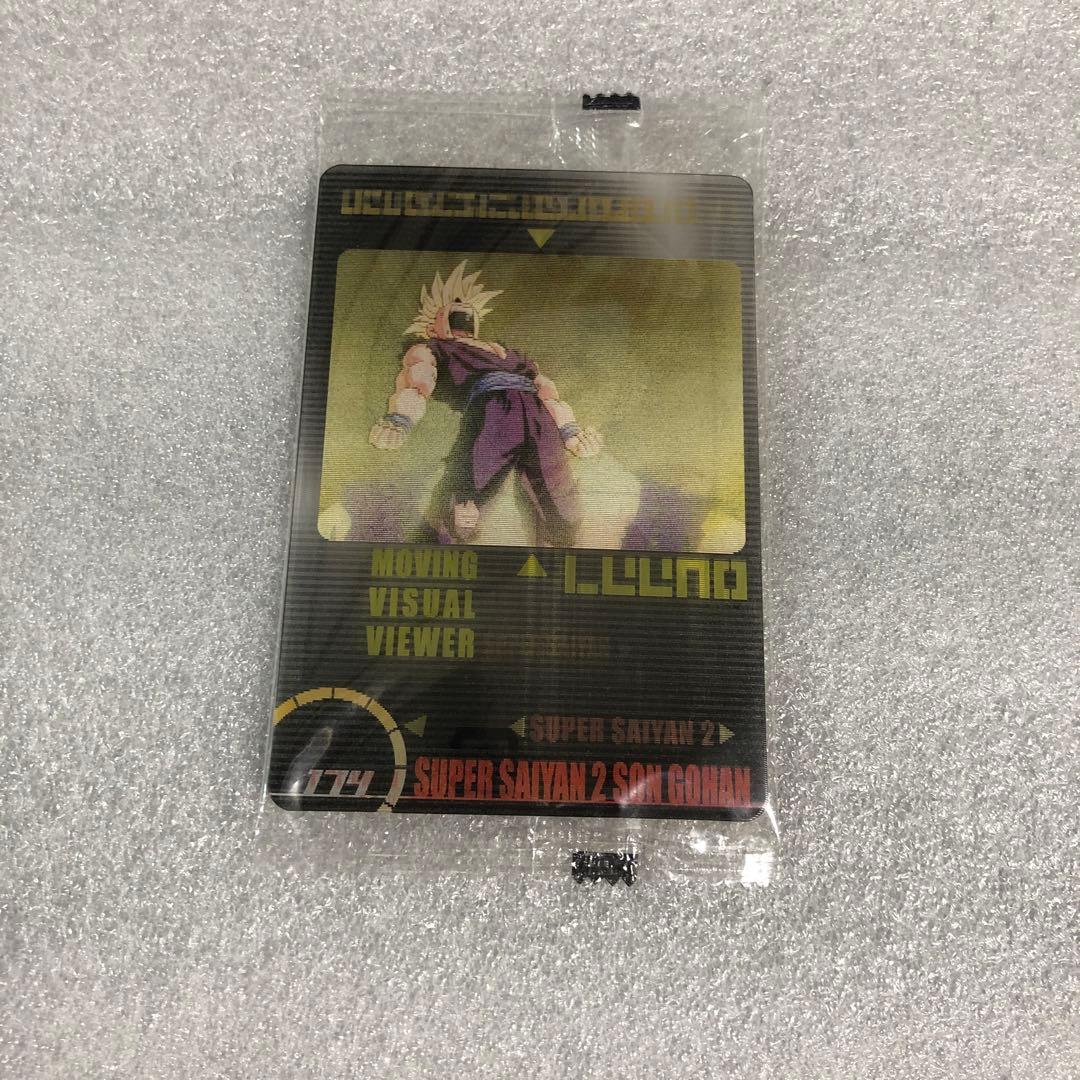 MOVING
VISUAL
VIEWER
SUPER SAIYAN 2
174
SUPER SAIYAN 2 SON GOHAN